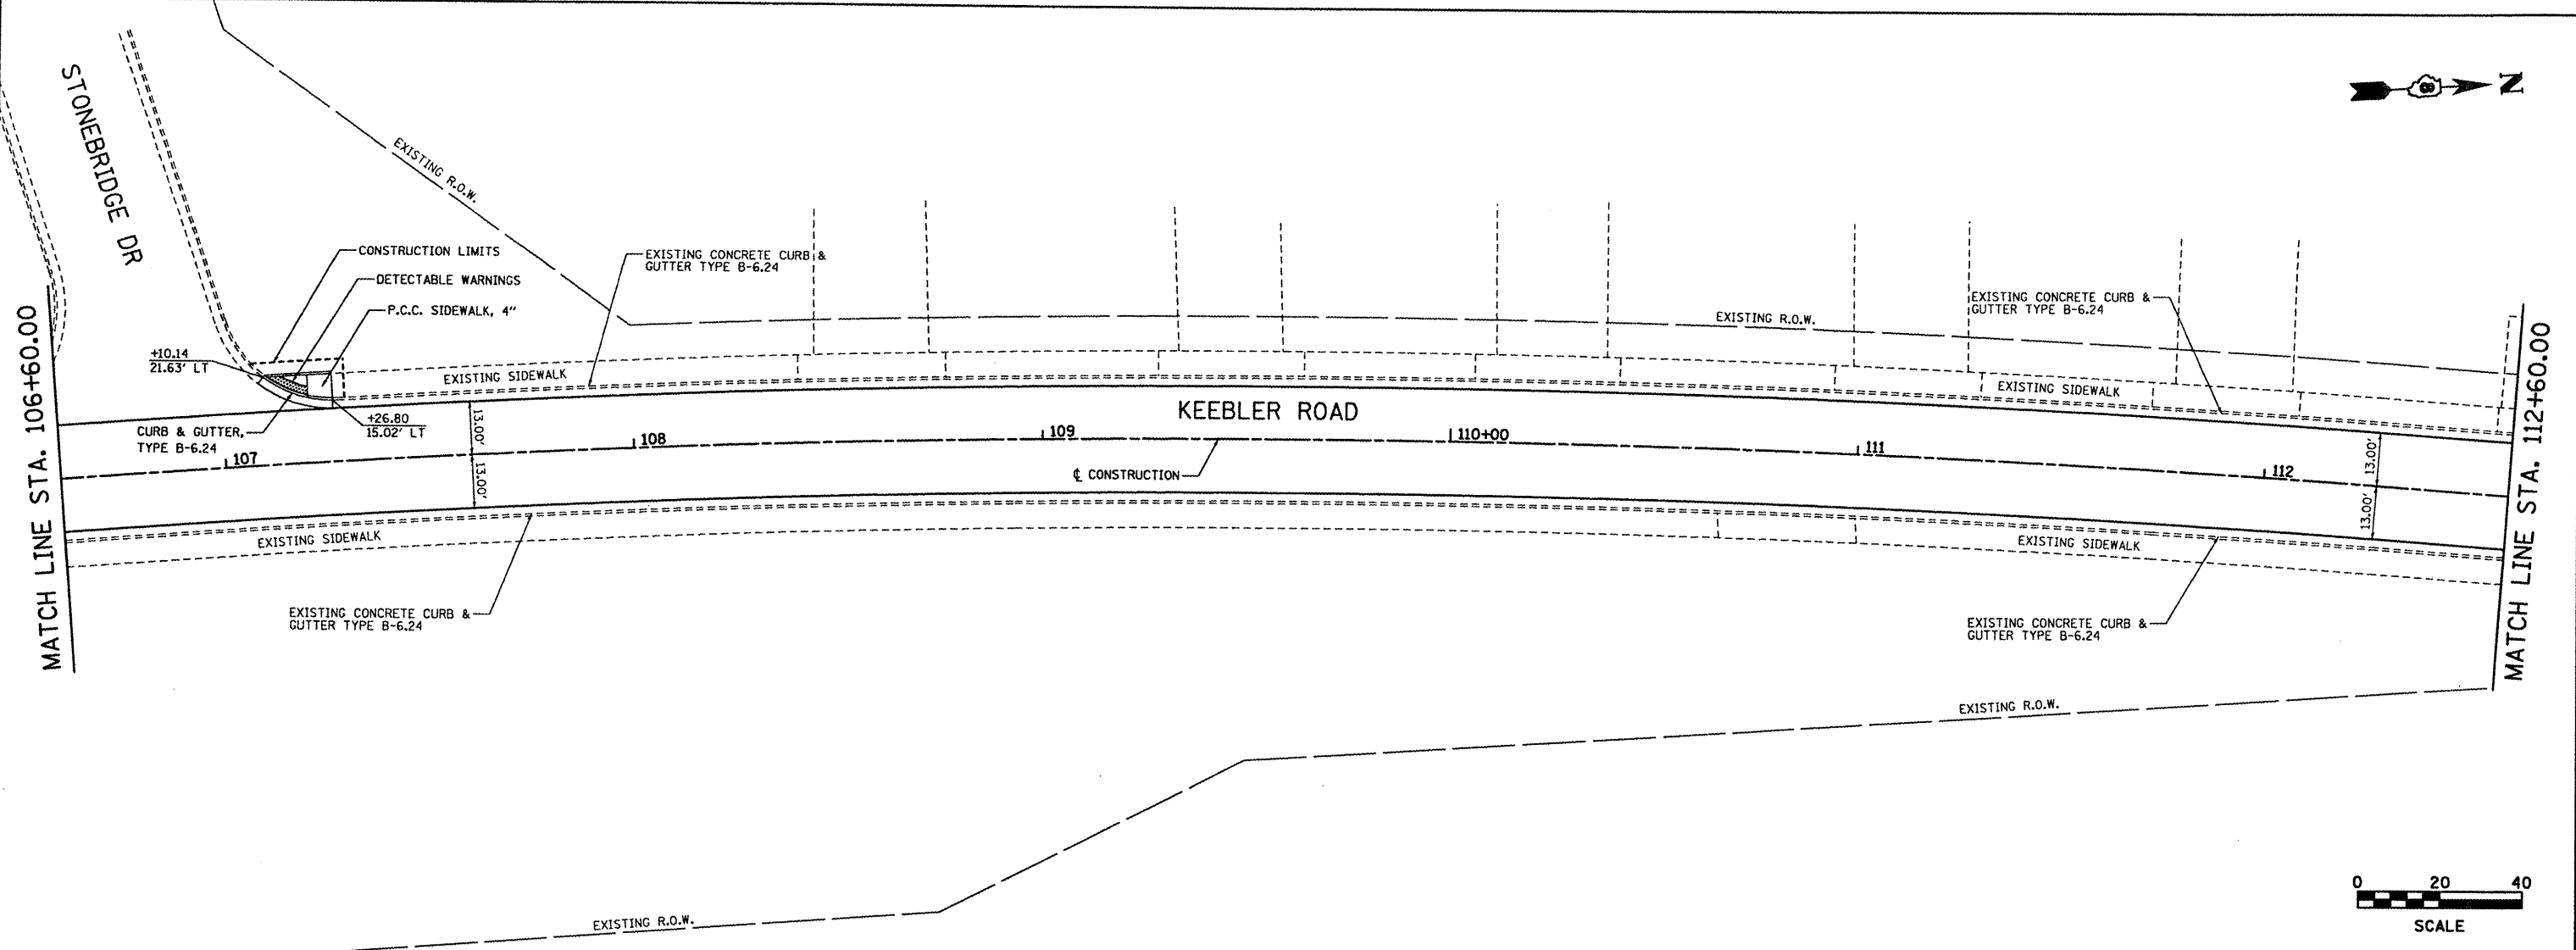 STONEBRIDGE DR
EXISTING R.O.W.
N
CONSTRUCTION LIMITS
DETECTABLE WARNINGS
P.C.C. SIDEWALK, 4"
EXISTING CONCRETE CURB &
GUTTER TYPE B-6.24
EXISTING CONCRETE CURB &
GUTTER TYPE B-6.24
EXISTING R.O.W.
+10.14
21.63' LT
EXISTING SIDEWALK
EXISTING SIDEWALK
+26.80
15.02' LT
CURB & GUTTER,
TYPE B-6.24
KEEBLER ROAD
107
108
109
110+00
111
112
13.00'
13.00'
13.00'
13.00'
℄ CONSTRUCTION
EXISTING SIDEWALK
EXISTING SIDEWALK
EXISTING CONCRETE CURB &
GUTTER TYPE B-6.24
EXISTING CONCRETE CURB &
GUTTER TYPE B-6.24
MATCH LINE STA. 106+60.00
MATCH LINE STA. 112+60.00
EXISTING R.O.W.
EXISTING R.O.W.
0 20 40
SCALE